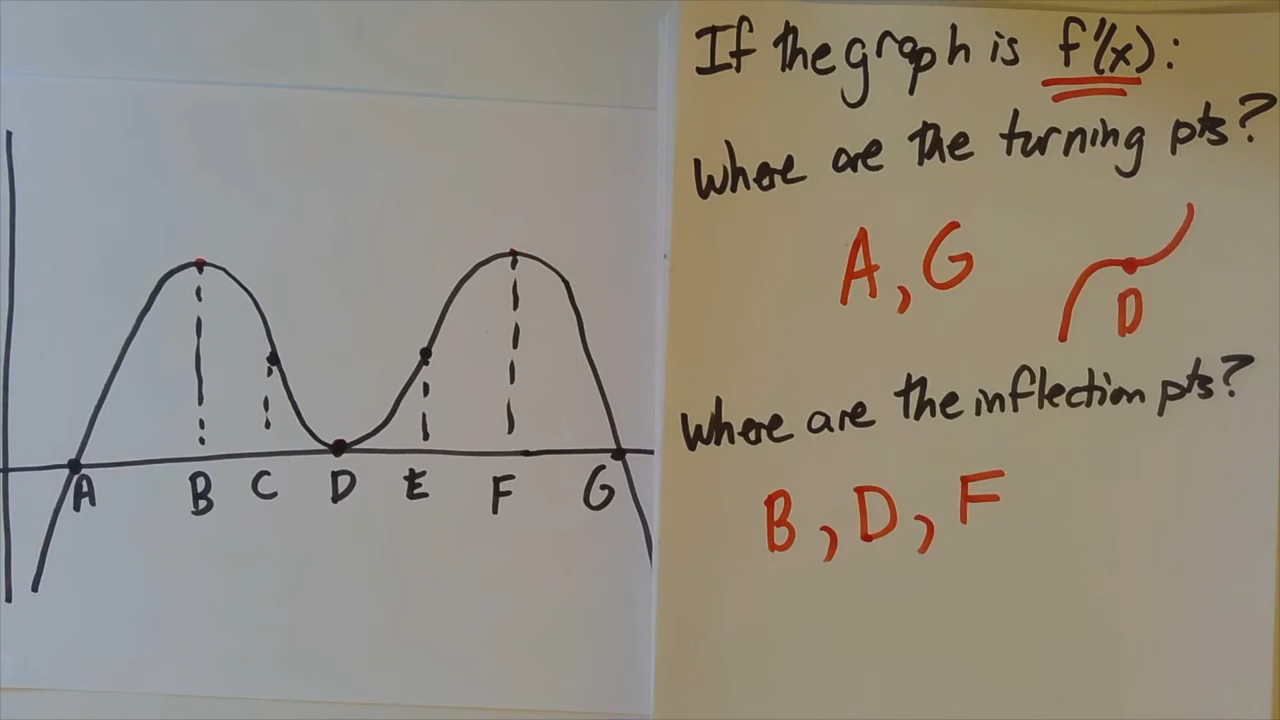 A B C D E F G
If the graph is f'(x):
Where are the turning pts?
A, G
D
Where are the inflection pts?
B, D, F